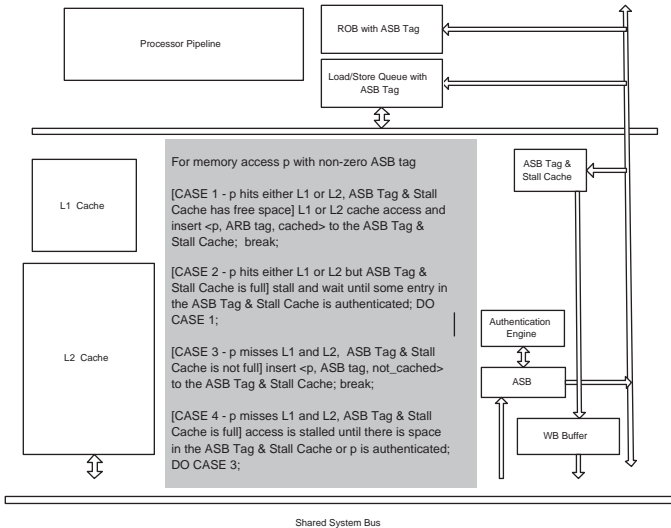 Processor Pipeline
ROB with ASB Tag
Load/Store Queue with
ASB Tag
L1 Cache
L2 Cache
For memory access p with non-zero ASB tag
[CASE 1 - p hits either L1 or L2, ASB Tag & Stall
Cache has free space] L1 or L2 cache access and
insert <p, ARB tag, cached> to the ASB Tag &
Stall Cache; break;
[CASE 2 - p hits either L1 or L2 but ASB Tag &
Stall Cache is full] stall and wait until some entry in
the ASB Tag & Stall Cache is authenticated; DO
CASE 1;
[CASE 3 - p misses L1 and L2, ASB Tag & Stall
Cache is not full] insert <p, ASB tag, not_cached>
to the ASB Tag & Stall Cache; break;
[CASE 4 - p misses L1 and L2, ASB Tag & Stall
Cache is full] access is stalled until there is space
in the ASB Tag & Stall Cache or p is authenticated;
DO CASE 3;
ASB Tag &
Stall Cache
Authentication
Engine
ASB
WB Buffer
Shared System Bus